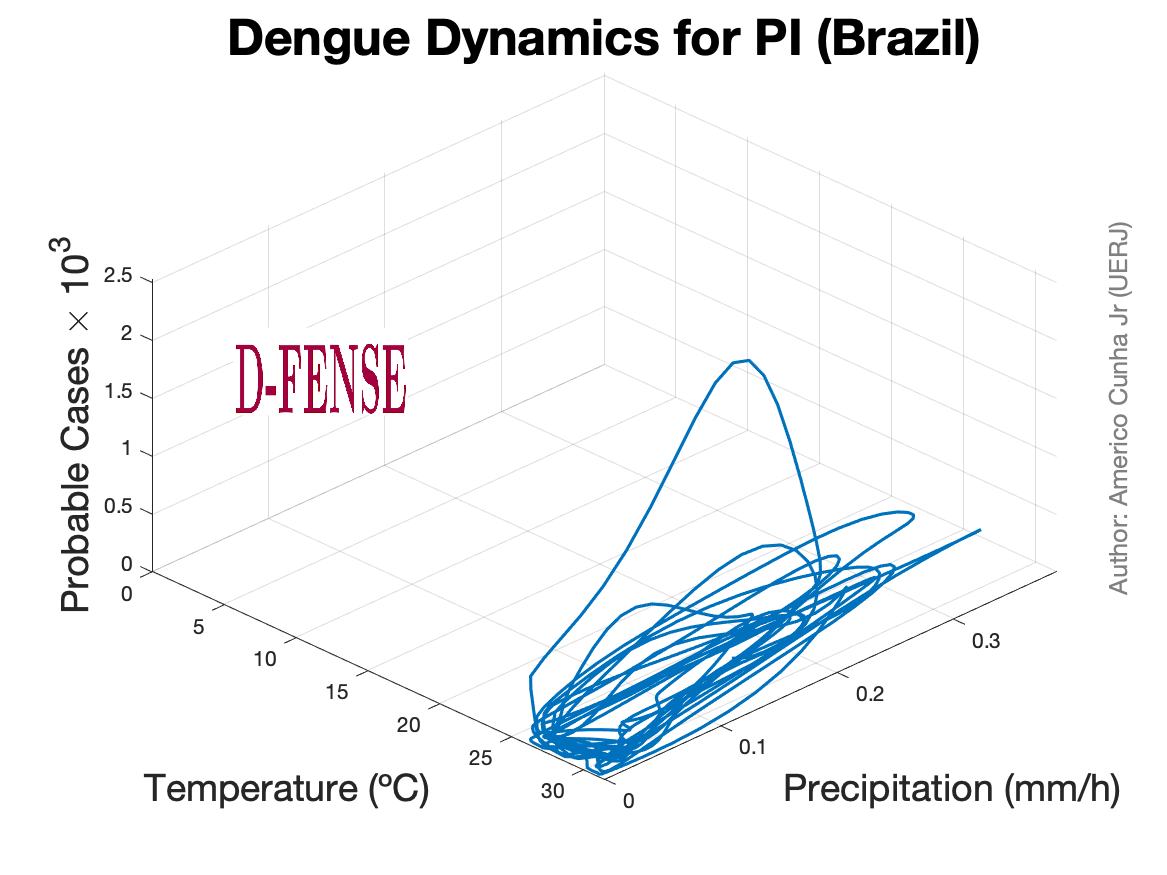 Dengue Dynamics for PI (Brazil)
Probable Cases × 10³
2.5
2
1.5
1
0.5
0
D-FENSE
0
5
10
15
20
25
30
Temperature (ºC)
0
0.1
0.2
0.3
Precipitation (mm/h)
Author: Americo Cunha Jr (UERJ)